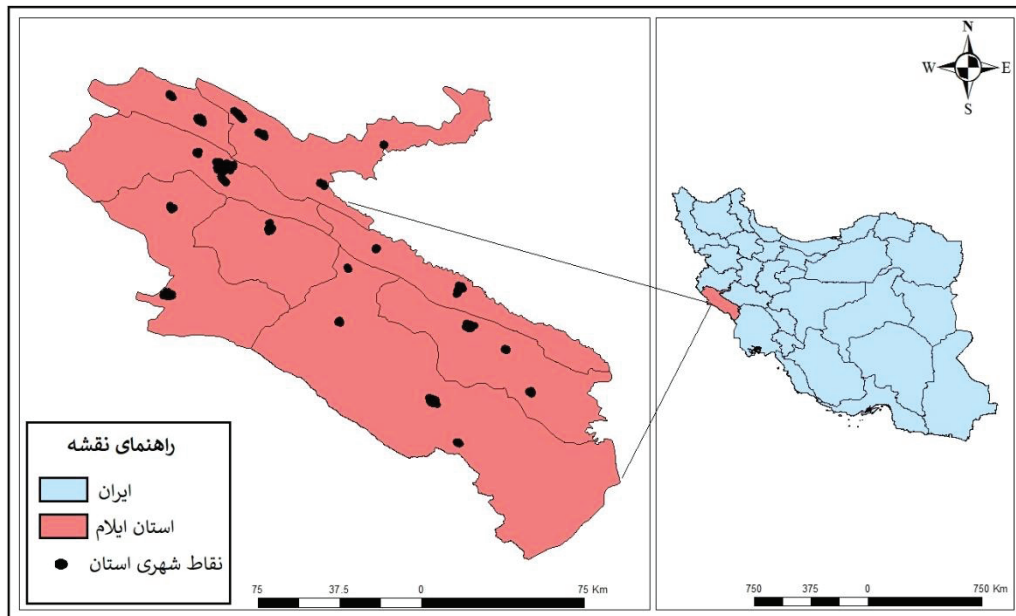 N
W E
S
راهنمای نقشه
ایران
استان ایلام
نقاط شهری استان
75 37.5 0 75 Km
750 375 0 750 Km